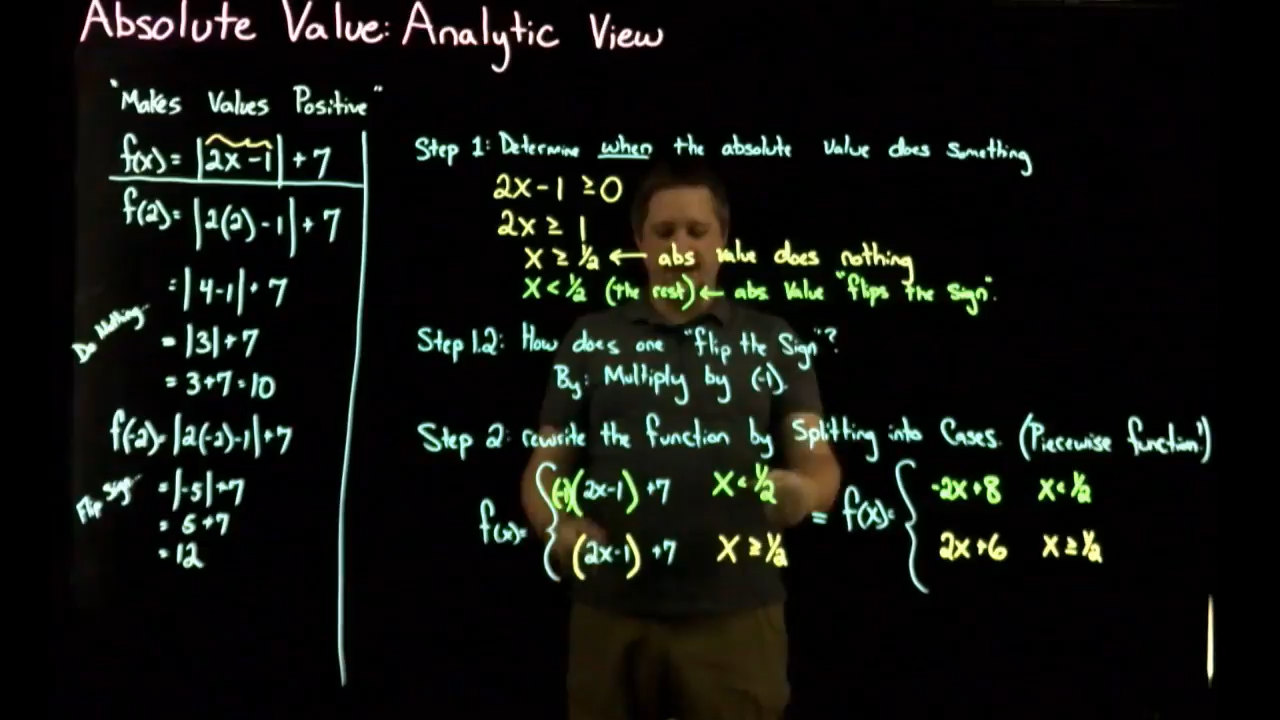 Absolute Value: Analytic View
"Makes Values Positive"
f(x) = |2x-1| + 7
f(2) = |2(2)-1| + 7
= |4-1| + 7
Do Nothing
= |3| + 7
= 3+7 = 10
f(-2) = |2(-2)-1| + 7
Flip sign
= |-5| + 7
= 5 + 7
= 12
Step 1: Determine when the absolute value does something
2x-1 ≥ 0
2x ≥ 1
x ≥ 1/2 ← abs value does nothing
x < 1/2 (the rest) ← abs. value "flips the sign".
Step 1.2: How does one "flip the sign"?
By: Multiply by (-1).
Step 2: rewrite the function by Splitting into Cases. (Piecewise function!)
f(x) = { (-1)(2x-1) + 7 x < 1/2 = f(x) = { -2x+8 x < 1/2
(2x-1) + 7 x ≥ 1/2 2x+6 x ≥ 1/2